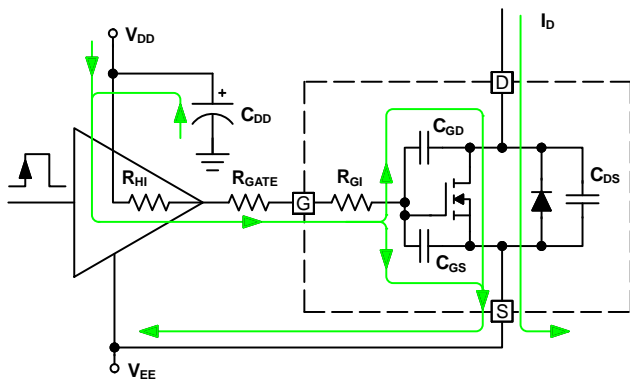 V_DD
I_D
+
C_DD
D
C_GD
R_HI
R_GATE
G
R_GI
C_DS
C_GS
S
V_EE